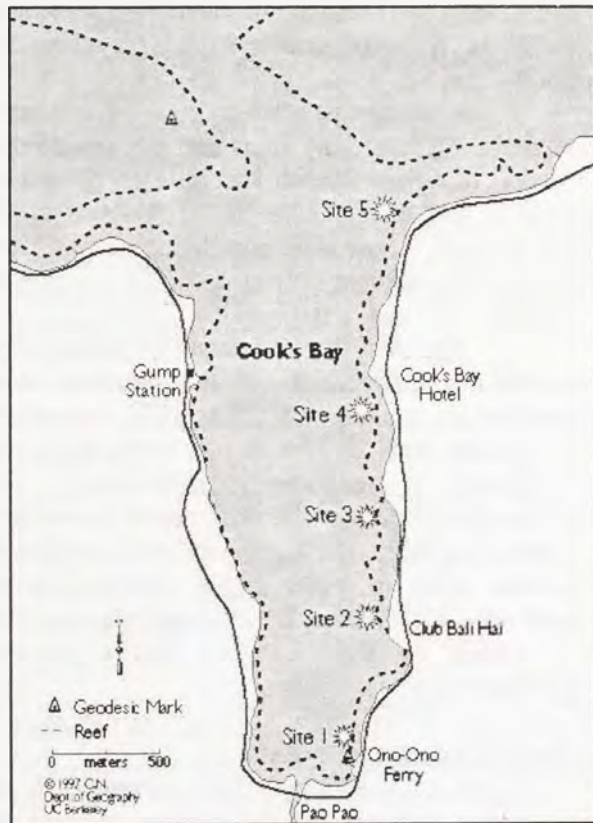 Site 5
Cook's Bay
Gump
Station
Cook's Bay
Hotel
Site 4
Site 3
Site 2
Club Bali Hai
Geodesic Mark
Reef
Site 1
0 meters 500
Ono-Ono
Ferry
© 1997 C.N.
Dept. of Geography
UC Berkeley
Pao Pao